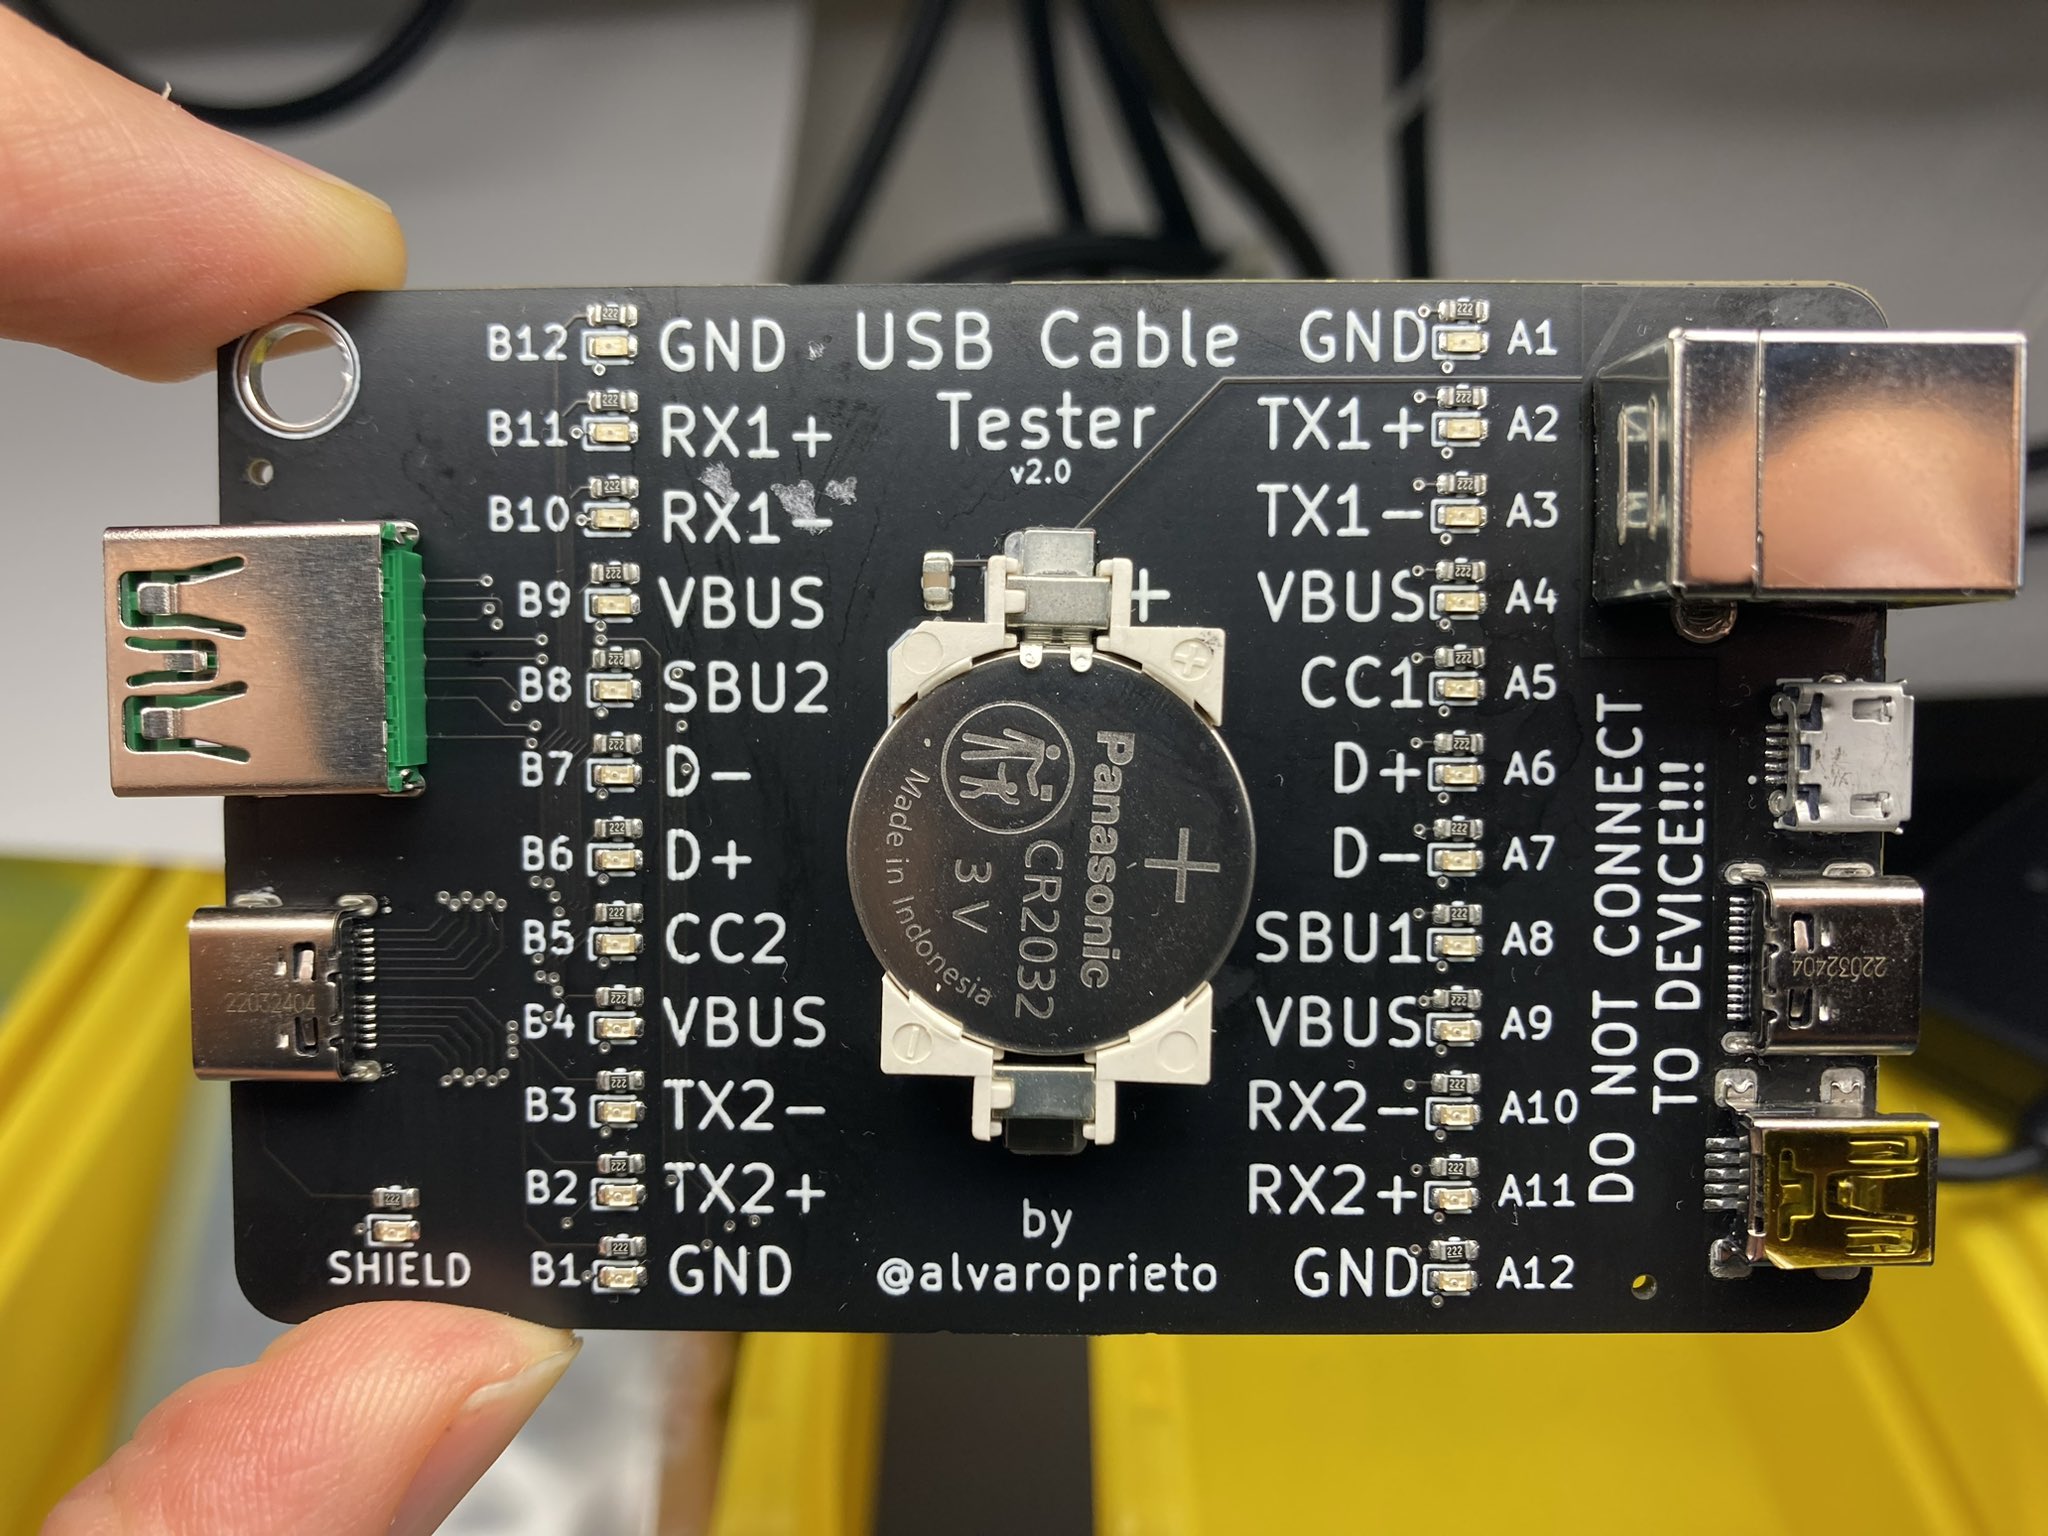 USB Cable
Tester
v2.0
B12 GND
B11 RX1+
B10 RX1-
B9 VBUS
B8 SBU2
B7 D-
B6 D+
B5 CC2
B4 VBUS
B3 TX2-
B2 TX2+
B1 GND
SHIELD
22032404
+
+
Panasonic
CR2032
3V
Made in Indonesia
+
-
by
@alvaroprieto
GND A1
TX1+ A2
TX1- A3
VBUS A4
CC1 A5
D+ A6
D- A7
SBU1 A8
VBUS A9
RX2- A10
RX2+ A11
GND A12
DO NOT CONNECT
TO DEVICE!!!
22032404